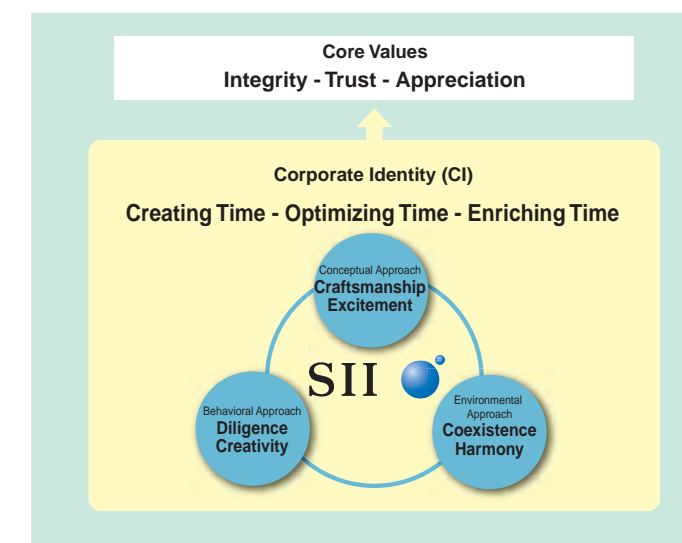 Core Values
Integrity - Trust - Appreciation
Corporate Identity (CI)
Creating Time - Optimizing Time - Enriching Time
Conceptual Approach
Craftsmanship
Excitement
SII
Behavioral Approach
Diligence
Creativity
Environmental
Approach
Coexistence
Harmony